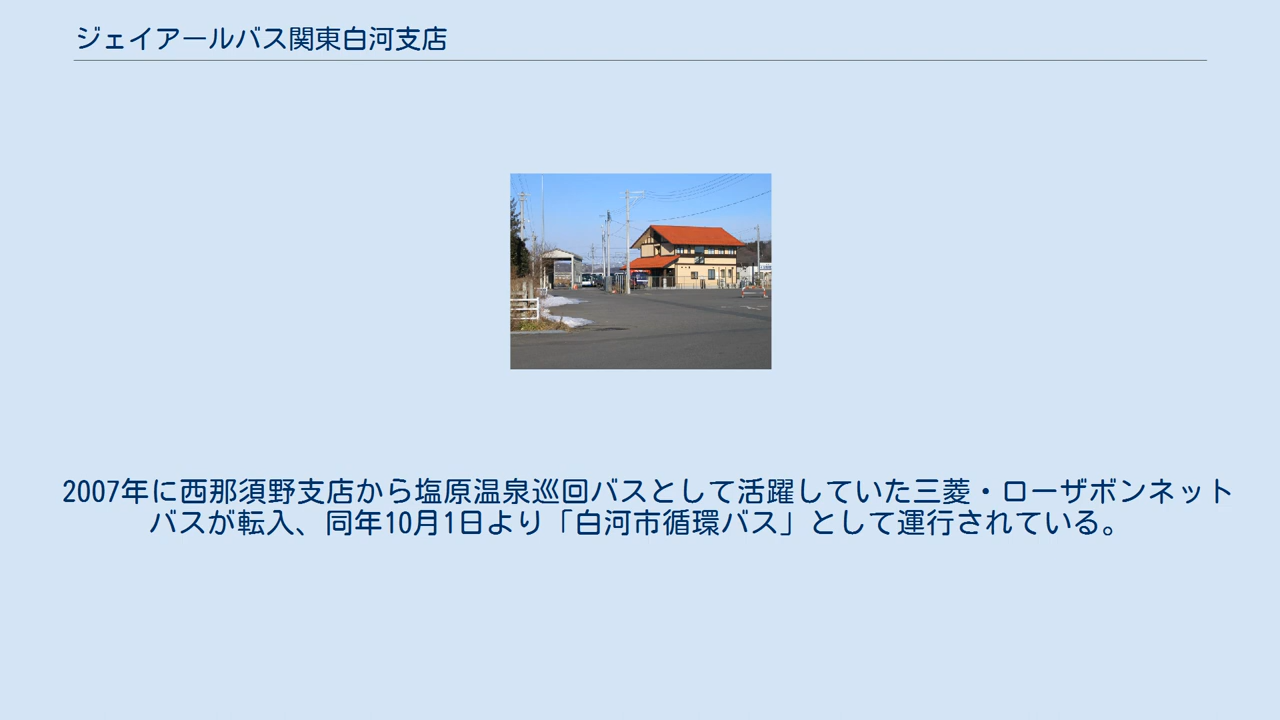 ジェイアールバス関東白河支店
2007年に西那須野支店から塩原温泉巡回バスとして活躍していた三菱・ローザボンネット
バスが転入、同年10月1日より「白河市循環バス」として運行されている。